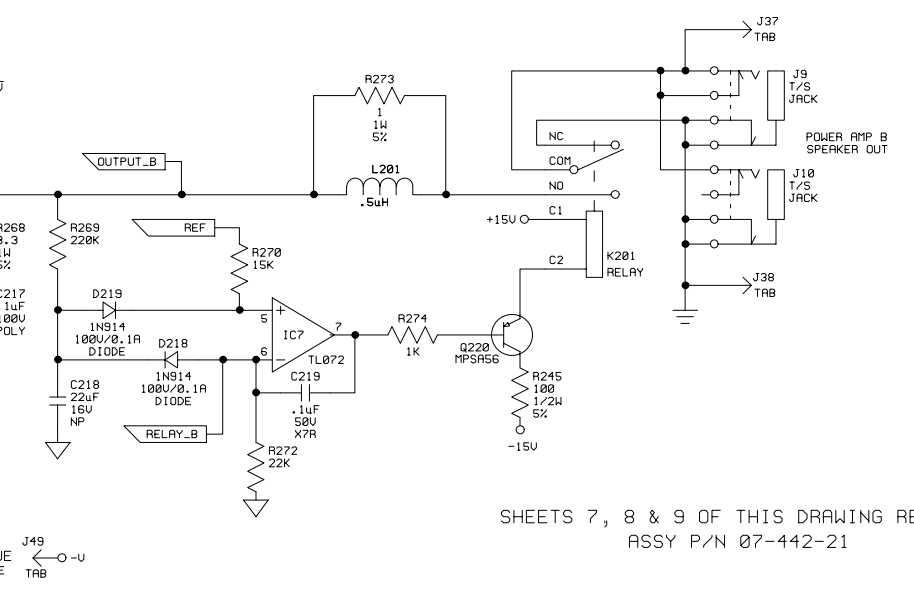 J37
TAB
R273
1
1W
5%
J9
T/S
JACK
POWER AMP B
SPEAKER OUT
NC
OUTPUT_B
COM
L201
.5uH
J10
T/S
JACK
NO
R268
3.3
1W
5%
R269
220K
REF
+15V
C1
R270
15K
C2
K201
RELAY
J38
TAB
C217
.1uF
100V
POLY
D219
1N914
100V/0.1A
DIODE
+
5
IC7
7
6
−
TL072
R274
1K
Q220
MPSA56
D218
1N914
100V/0.1A
DIODE
C218
22uF
16V
NP
C219
.1uF
50V
X7R
R245
100
1/2W
5%
-15V
RELAY_B
R272
22K
SHEETS 7, 8 & 9 OF THIS DRAWING RE
ASSY P/N 07-442-21
J49
-V
TAB